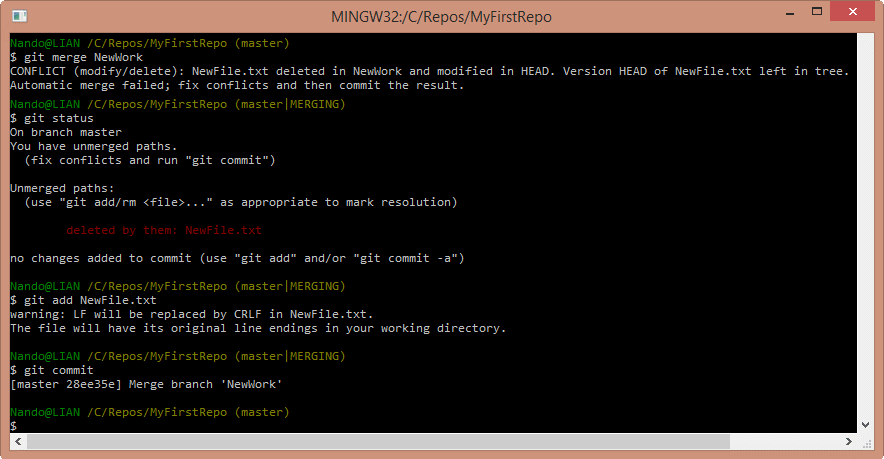 MINGW32:/C/Repos/MyFirstRepo
Nando@LIAN /C/Repos/MyFirstRepo (master)
$ git merge NewWork
CONFLICT (modify/delete): NewFile.txt deleted in NewWork and modified in HEAD. Version HEAD of NewFile.txt left in tree.
Automatic merge failed; fix conflicts and then commit the result.
Nando@LIAN /C/Repos/MyFirstRepo (master|MERGING)
$ git status
On branch master
You have unmerged paths.
  (fix conflicts and run "git commit")
Unmerged paths:
  (use "git add/rm <file>..." as appropriate to mark resolution)
        deleted by them: NewFile.txt
no changes added to commit (use "git add" and/or "git commit -a")
Nando@LIAN /C/Repos/MyFirstRepo (master|MERGING)
$ git add NewFile.txt
warning: LF will be replaced by CRLF in NewFile.txt.
The file will have its original line endings in your working directory.
Nando@LIAN /C/Repos/MyFirstRepo (master|MERGING)
$ git commit
[master 28ee35e] Merge branch 'NewWork'
Nando@LIAN /C/Repos/MyFirstRepo (master)
$